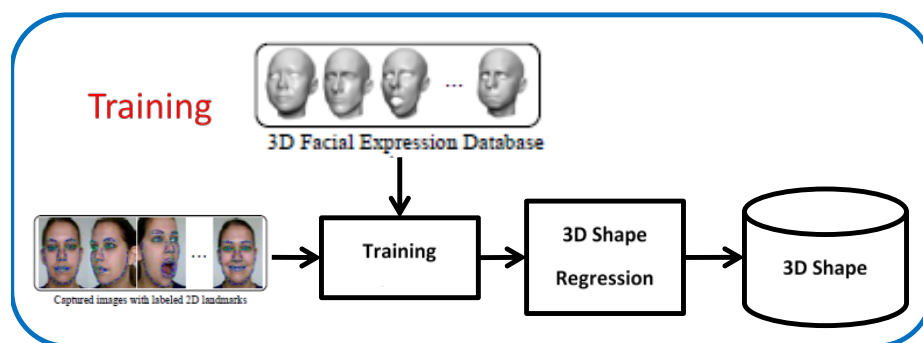 Training
...
3D Facial Expression Database
...
Captured images with labeled 2D landmarks
Training
3D Shape
Regression
3D Shape